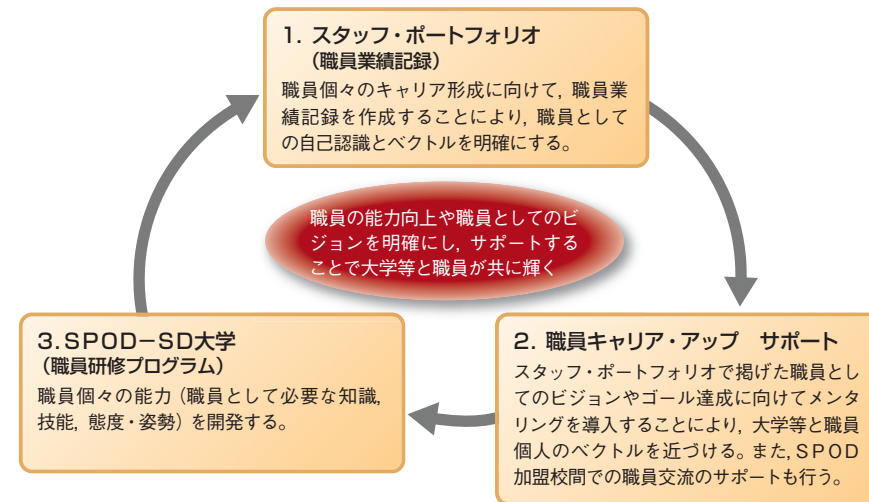 1. スタッフ・ポートフォリオ
（職員業績記録）
職員個々のキャリア形成に向けて，職員業
績記録を作成することにより，職員として
の自己認識とベクトルを明確にする。
職員の能力向上や職員としてのビ
ジョンを明確にし，サポートする
ことで大学等と職員が共に輝く
3.SPOD－SD大学
（職員研修プログラム）
職員個々の能力（職員として必要な知識，
技能，態度・姿勢）を開発する。
2. 職員キャリア・アップ　サポート
スタッフ・ポートフォリオで掲げた職員とし
てのビジョンやゴール達成に向けてメンタ
リングを導入することにより，大学等と職員
個人のベクトルを近づける。また，SPOD
加盟校間での職員交流のサポートも行う。